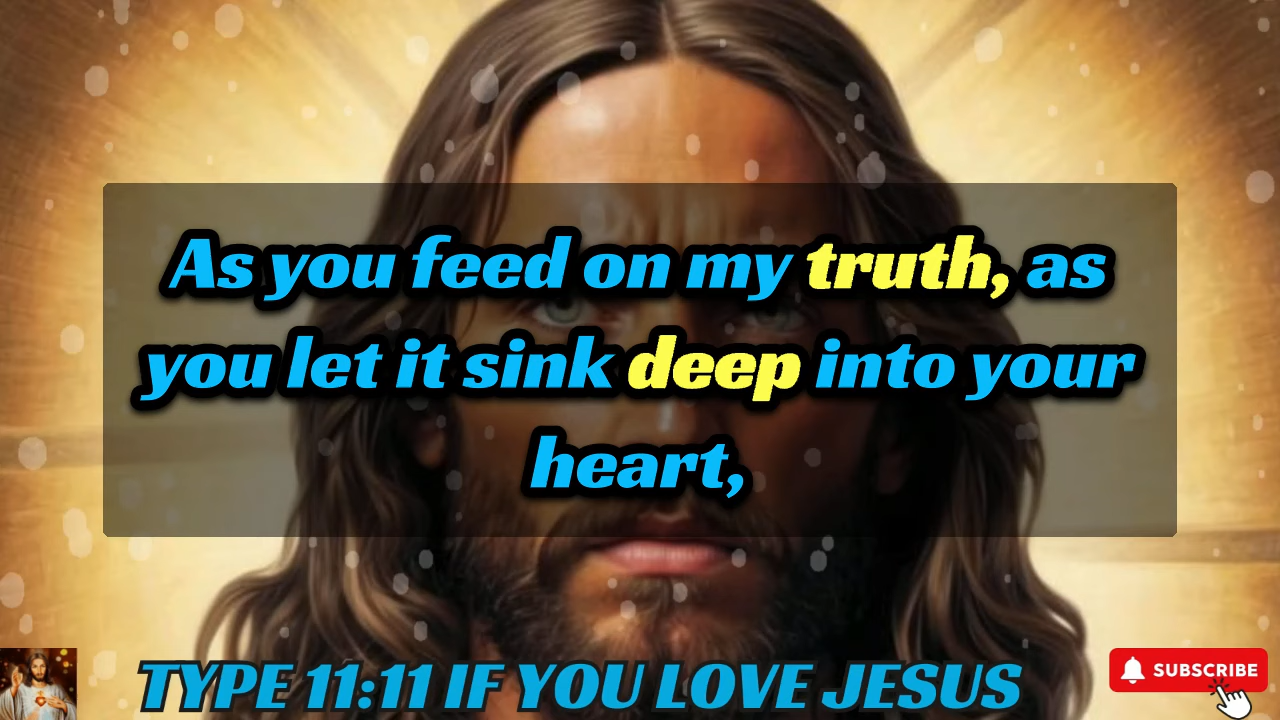 As you feed on my truth, as
you let it sink deep into your
heart,
TYPE 11:11 IF YOU LOVE JESUS
SUBSCRIBE